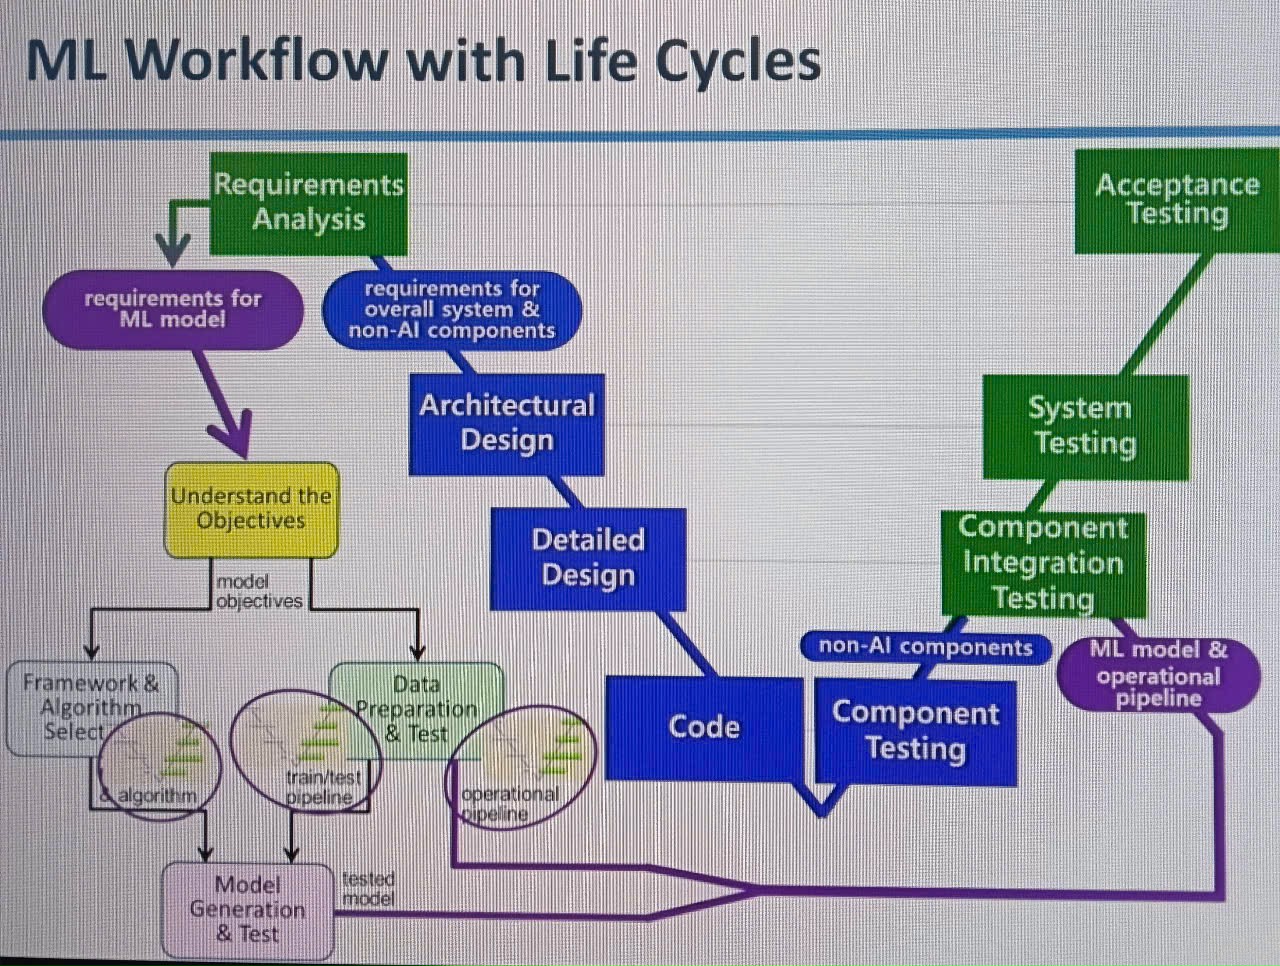 ML Workflow with Life Cycles
Requirements
Analysis
Acceptance
Testing
requirements for
ML model
requirements for
overall system &
non-AI components
Architectural
Design
System
Testing
Understand the
Objectives
Detailed
Design
Component
Integration
Testing
model
objectives
non-AI components
ML model &
operational
pipeline
Framework &
Algorithm
Select
Data
Preparation
& Test
Code
Component
Testing
& algorithm
train/test
pipeline
operational
pipeline
Model
Generation
& Test
tested
model